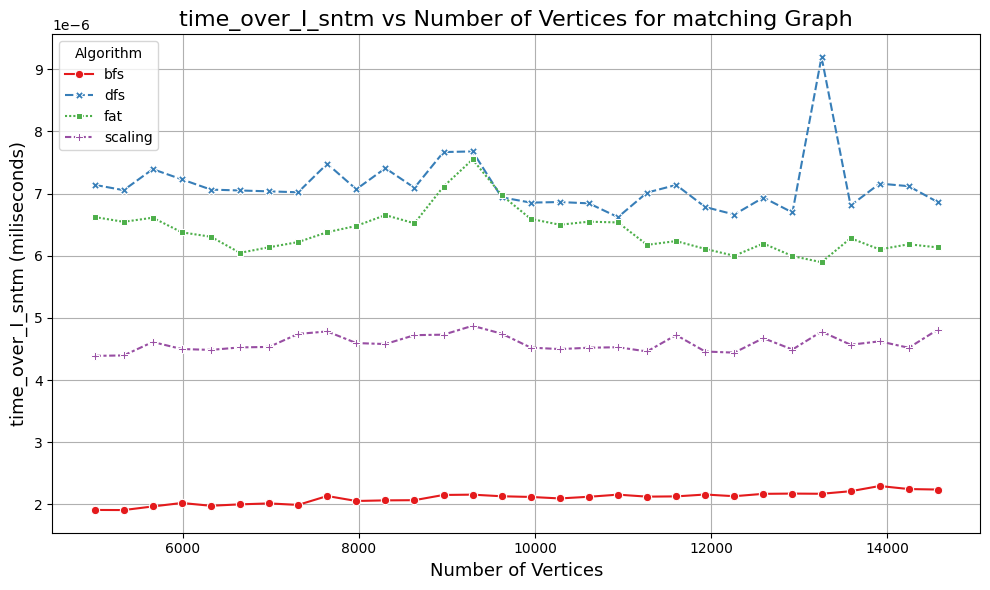 time_over_I_sntm vs Number of Vertices for matching Graph
1e−6
Algorithm
bfs
dfs
fat
scaling
9
8
7
6
5
4
3
2
time_over_I_sntm (miliseconds)
6000 8000 10000 12000 14000
Number of Vertices